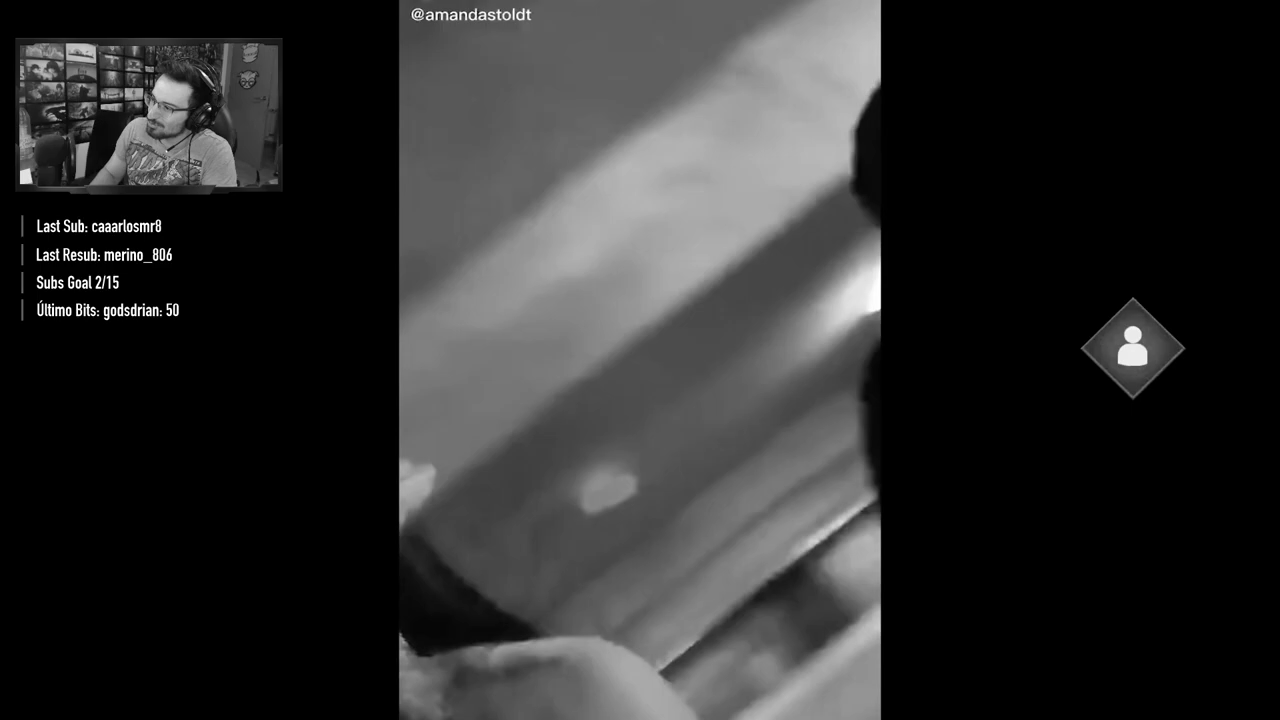 @amandastoldt
Last Sub: caaarlosmr8
Last Resub: merino_806
Subs Goal 2/15
Último Bits: godsdrian: 50